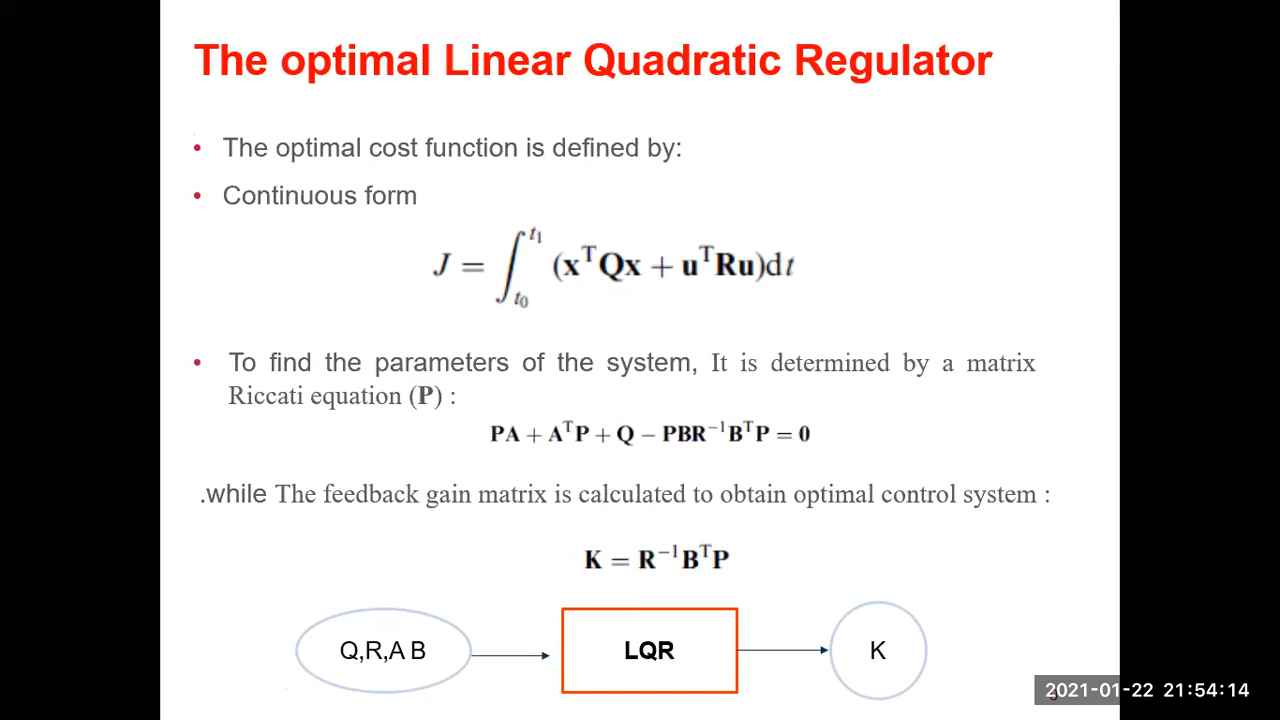 The optimal Linear Quadratic Regulator
• The optimal cost function is defined by:
• Continuous form
J = ∫_{t₀}^{t₁} (xᵀQx + uᵀRu)dt
• To find the parameters of the system, It is determined by a matrix
Riccati equation (P) :
PA + AᵀP + Q − PBR⁻¹BᵀP = 0
.while The feedback gain matrix is calculated to obtain optimal control system :
K = R⁻¹BᵀP
Q,R,A B
LQR
K
2021-01-22 21:54:14